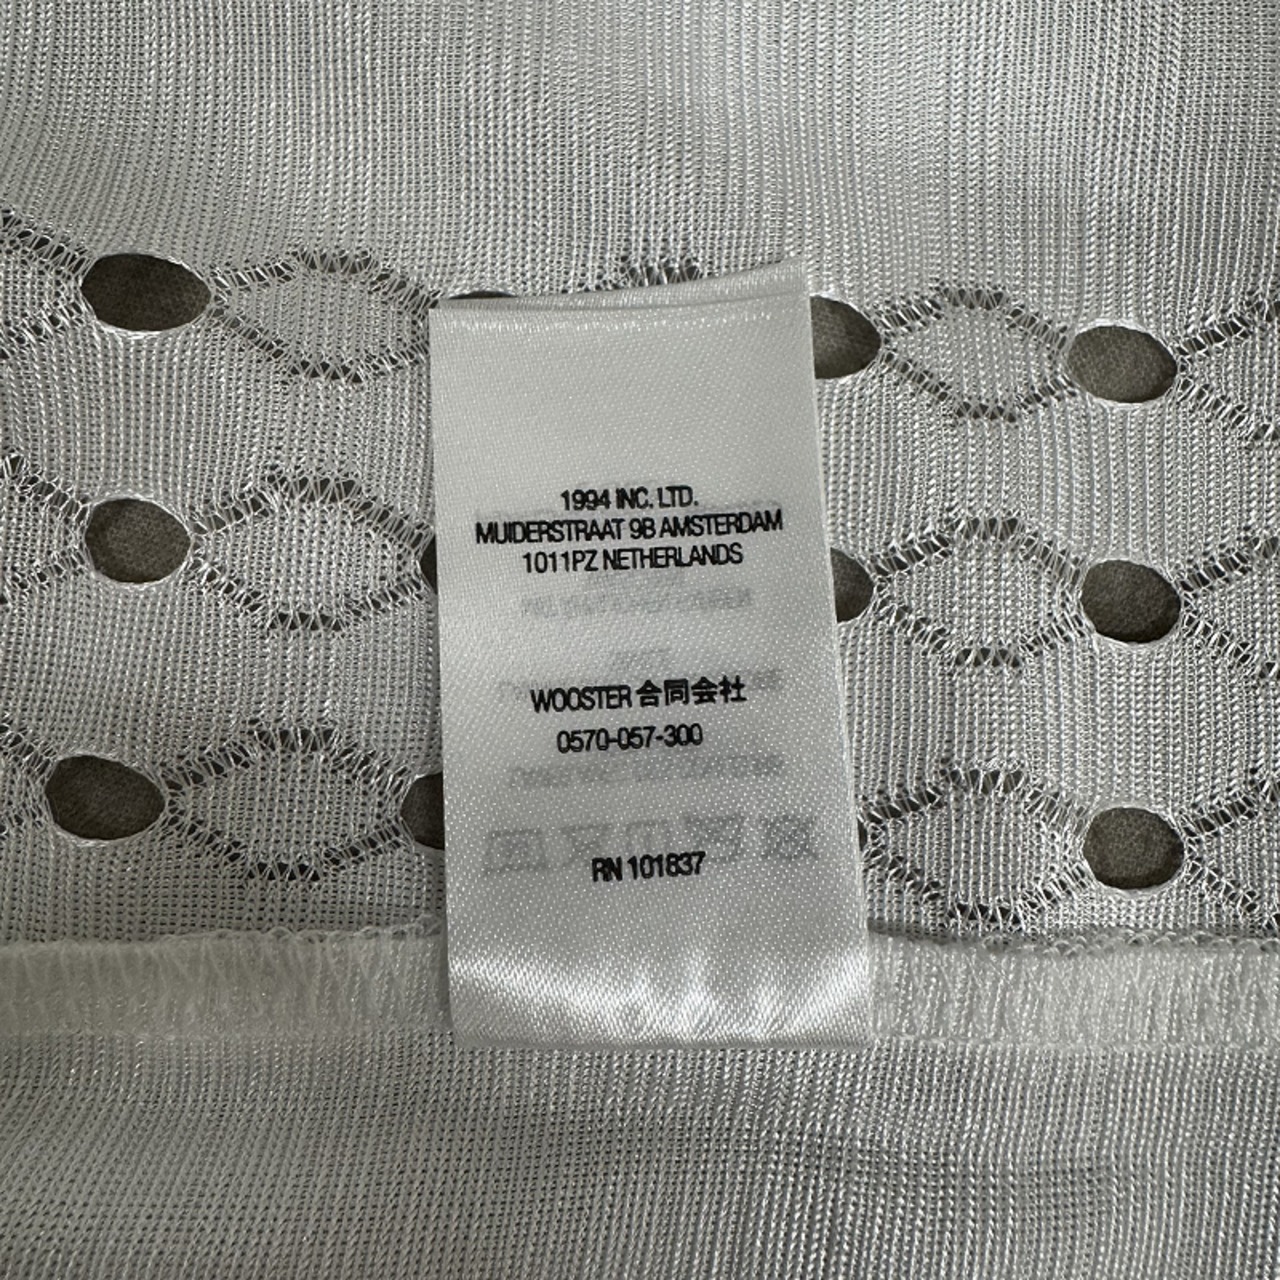 1994 INC. LTD.
MUIDERSTRAAT 9B AMSTERDAM
1011PZ NETHERLANDS
WOOSTER 合同会社
0570-057-300
RN 101837